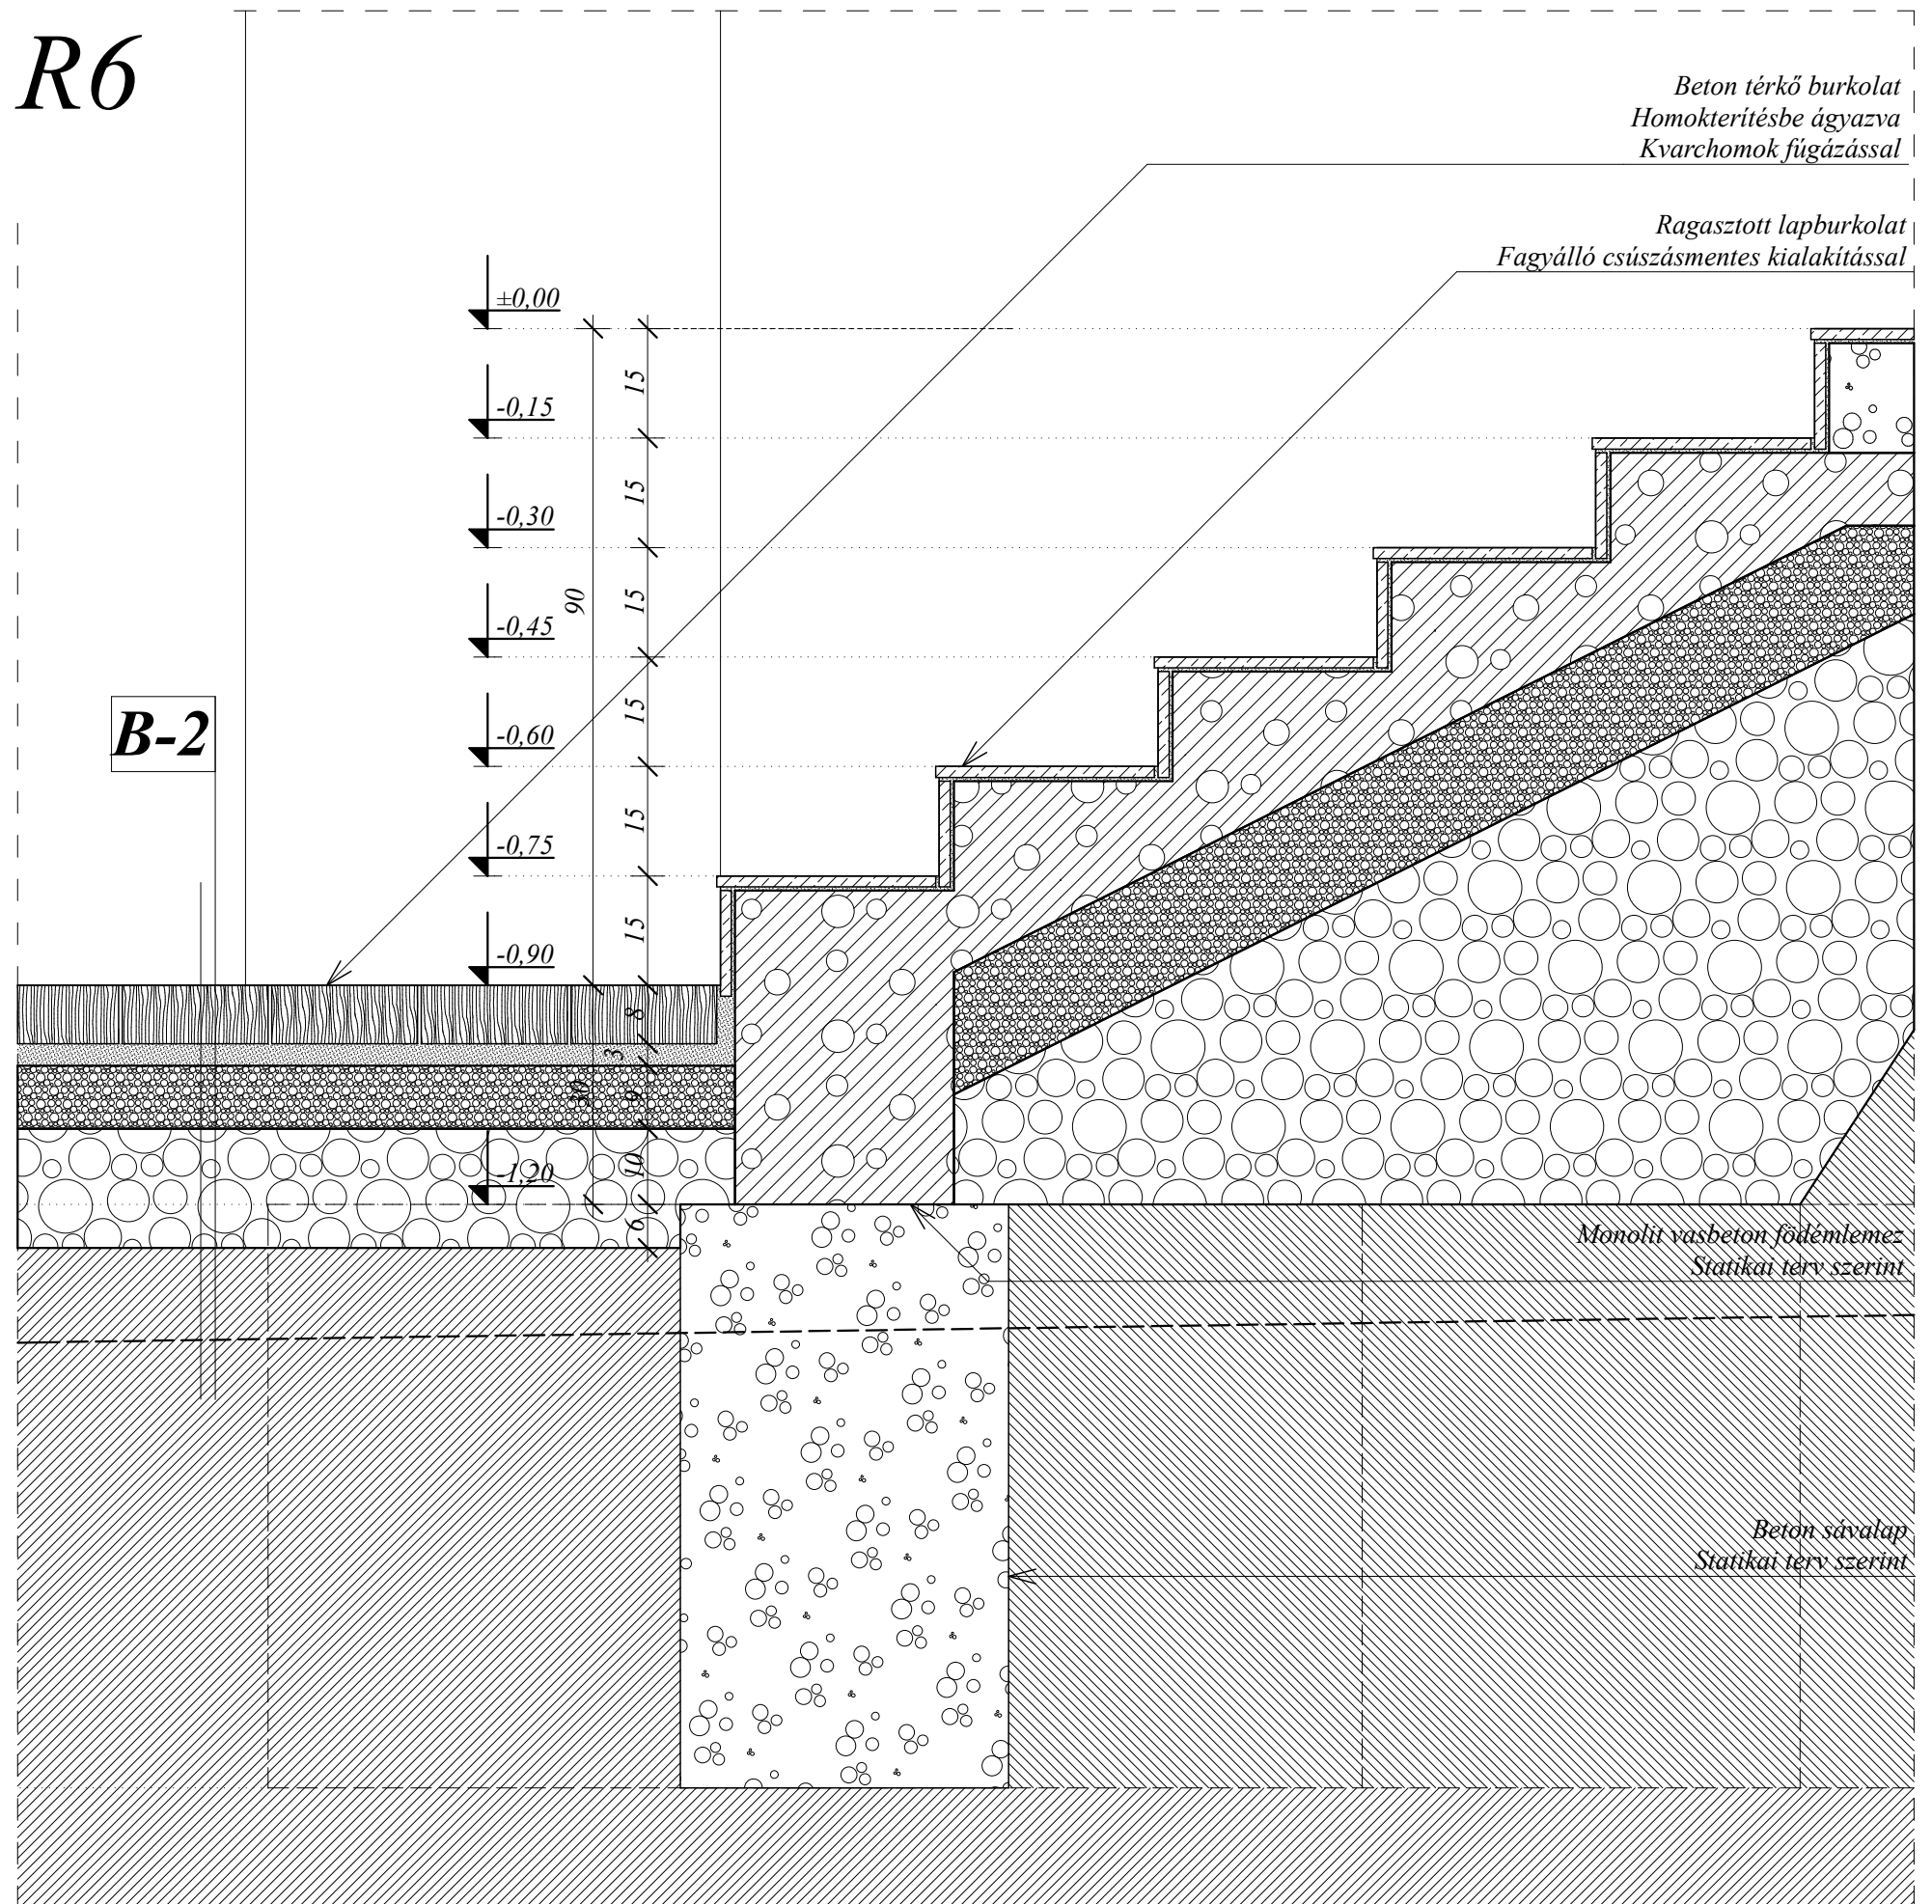 R6
Beton térkő burkolat
Homokterítésbe ágyazva
Kvarchomok fúgázással
Ragasztott lapburkolat
Fagyálló csúszásmentes kialakítással
±0,00
15
-0,15
15
-0,30
15
90
-0,45
15
B-2
-0,60
15
-0,75
15
-0,90
8
3
30
9
10
-1,20
6
Monolit vasbeton födémlemez
Statikai terv szerint
Beton sávalap
Statikai terv szerint